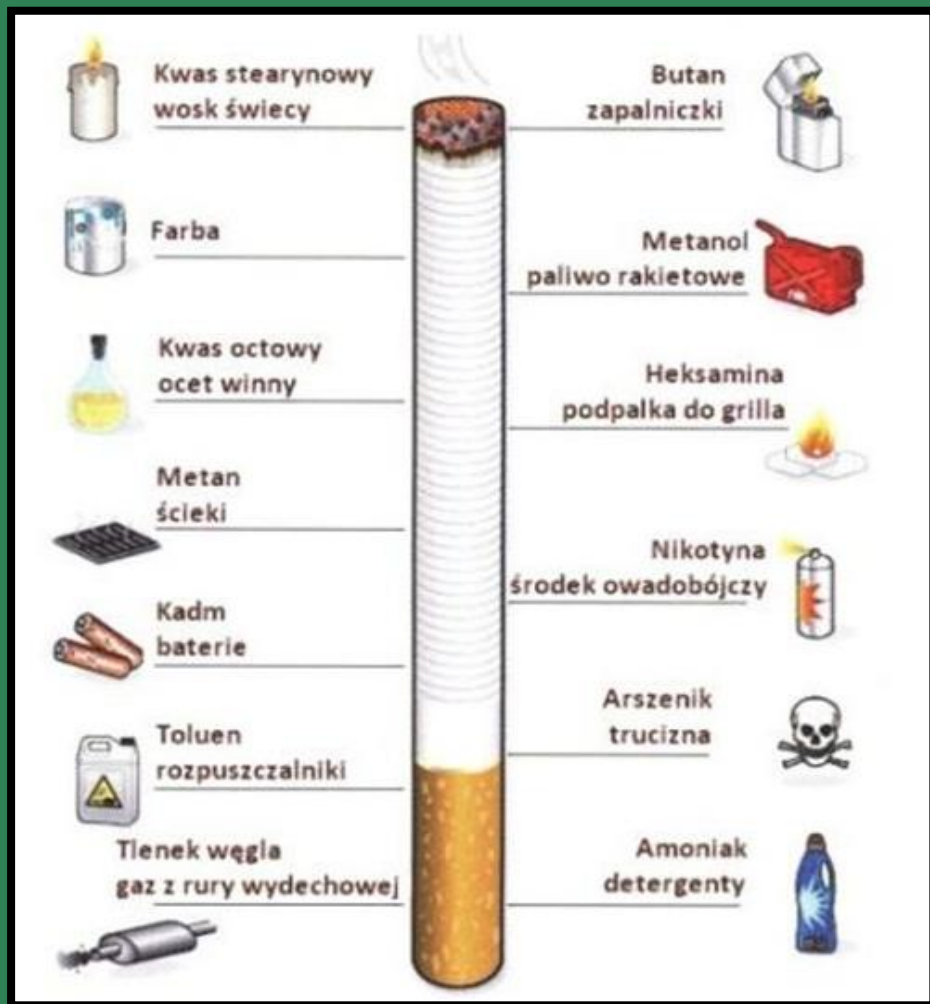 Kwas stearynowy
wosk świecy
Farba
Kwas octowy
ocet winny
Metan
ścieki
Kadm
baterie
Toluen
rozpuszczalniki
Tlenek węgla
gaz z rury wydechowej
Butan
zapalniczki
Metanol
paliwo rakietowe
Heksamina
podpalka do grilla
Nikotyna
środek owadobójczy
Arszenik
trucizna
Amoniak
detergenty